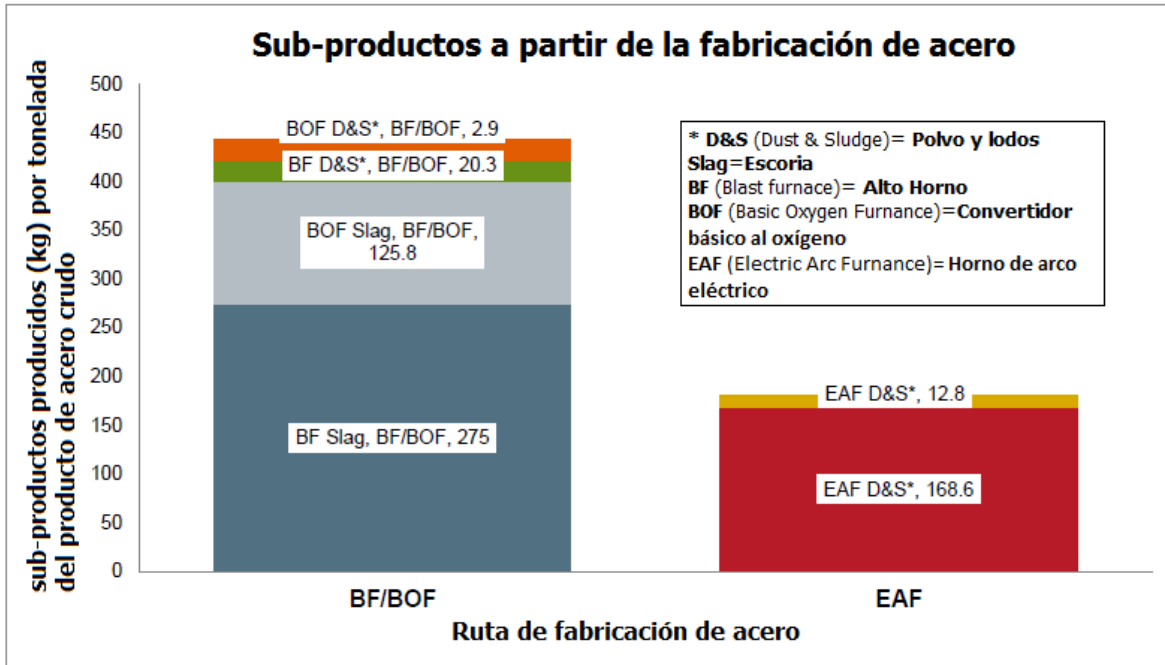 Sub-productos a partir de la fabricación de acero
sub-productos producidos (kg) por tonelada
del producto de acero crudo
500
450
400
350
300
250
200
150
100
50
0
BOF D&S*, BF/BOF, 2.9
BF D&S*, BF/BOF, 20.3
BOF Slag, BF/BOF,
125.8
BF Slag, BF/BOF, 275
* D&S (Dust & Sludge)= Polvo y lodos
Slag=Escoria
BF (Blast furnace)= Alto Horno
BOF (Basic Oxygen Furnance)=Convertidor
básico al oxígeno
EAF (Electric Arc Furnance)= Horno de arco
eléctrico
EAF D&S*, 12.8
EAF D&S*, 168.6
BF/BOF
EAF
Ruta de fabricación de acero